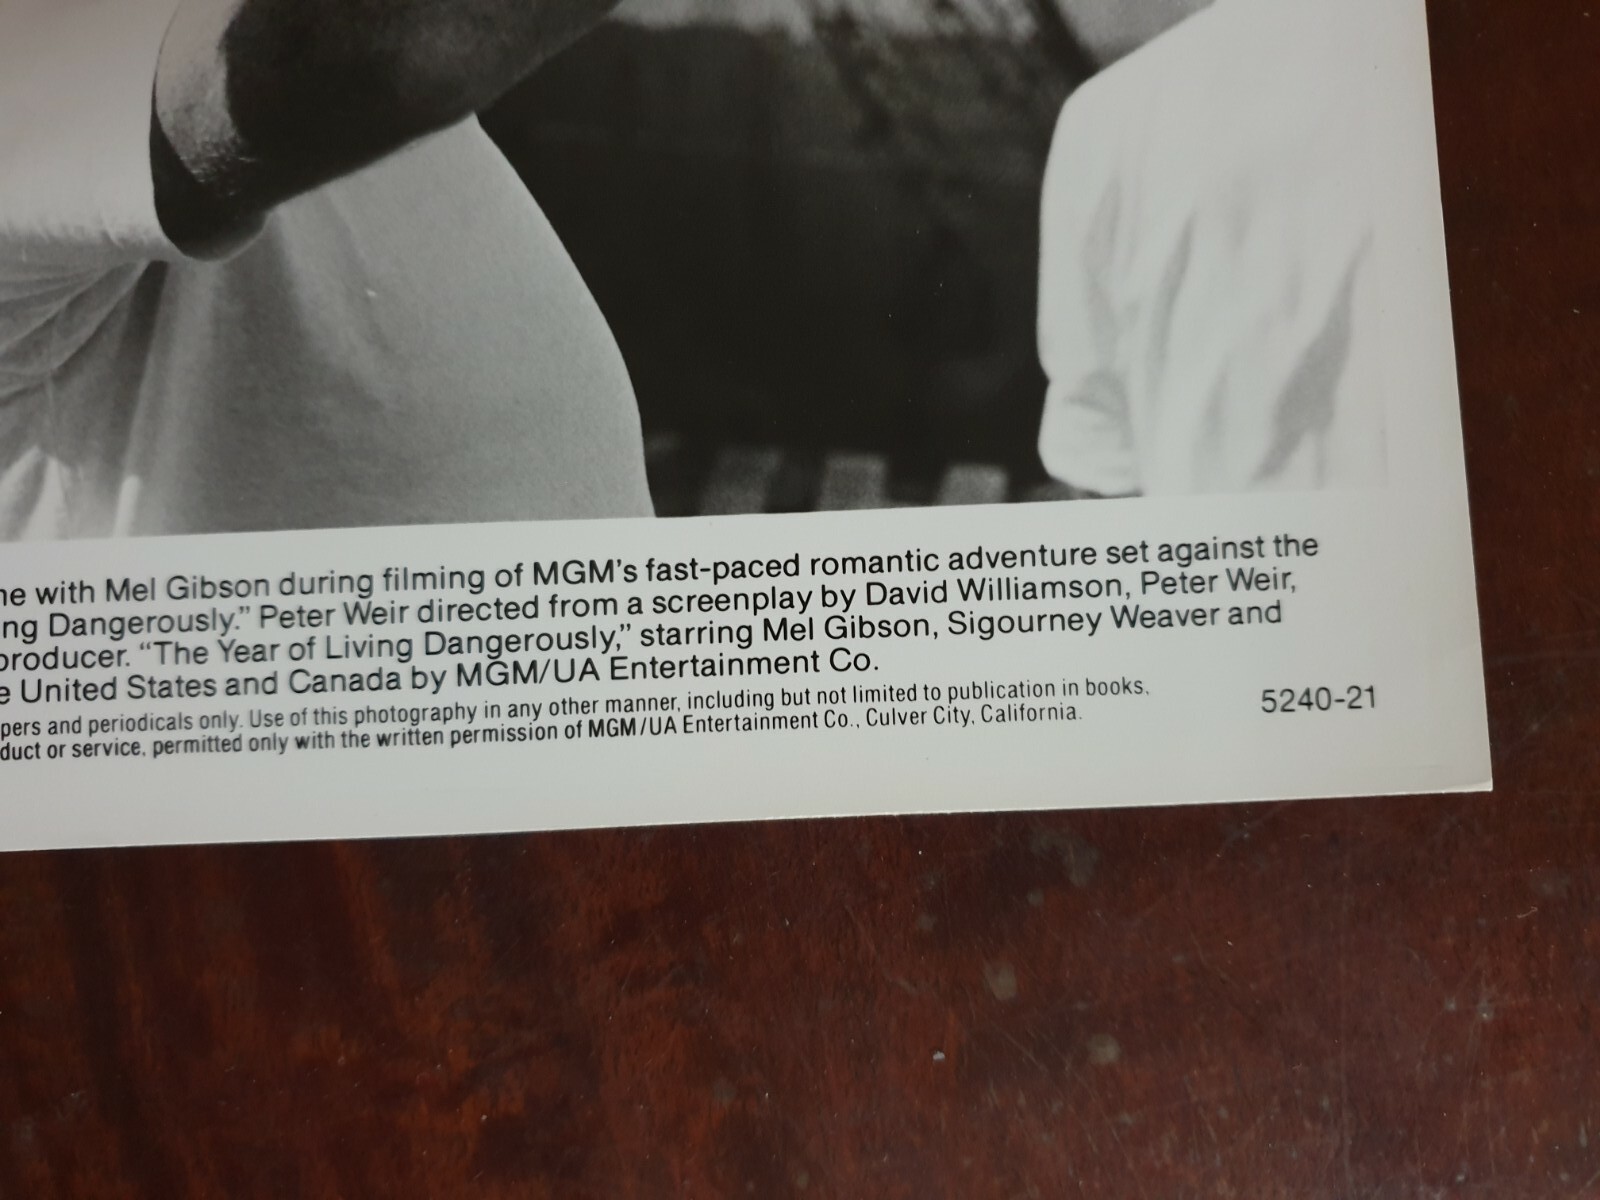 ne with Mel Gibson during filming of MGM's fast-paced romantic adventure set against the
ng Dangerously." Peter Weir directed from a screenplay by David Williamson, Peter Weir,
producer. "The Year of Living Dangerously," starring Mel Gibson, Sigourney Weaver and
e United States and Canada by MGM/UA Entertainment Co.
pers and periodicals only. Use of this photography in any other manner, including but not limited to publication in books,
duct or service, permitted only with the written permission of MGM/UA Entertainment Co., Culver City, California.
5240-21